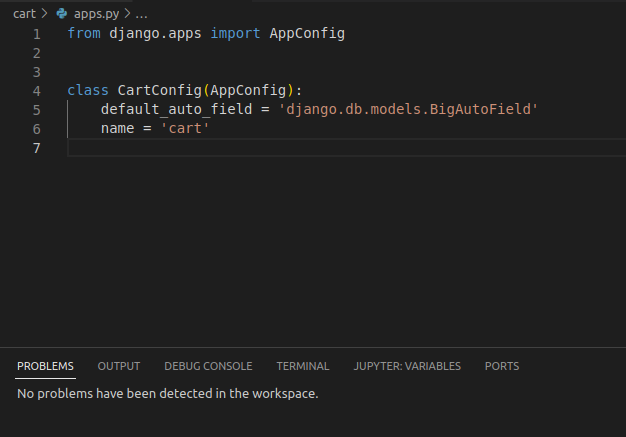 cart > apps.py > ...
1 from django.apps import AppConfig
2
3
4 class CartConfig(AppConfig):
5     default_auto_field = 'django.db.models.BigAutoField'
6     name = 'cart'
7
PROBLEMS OUTPUT DEBUG CONSOLE TERMINAL JUPYTER: VARIABLES PORTS
No problems have been detected in the workspace.